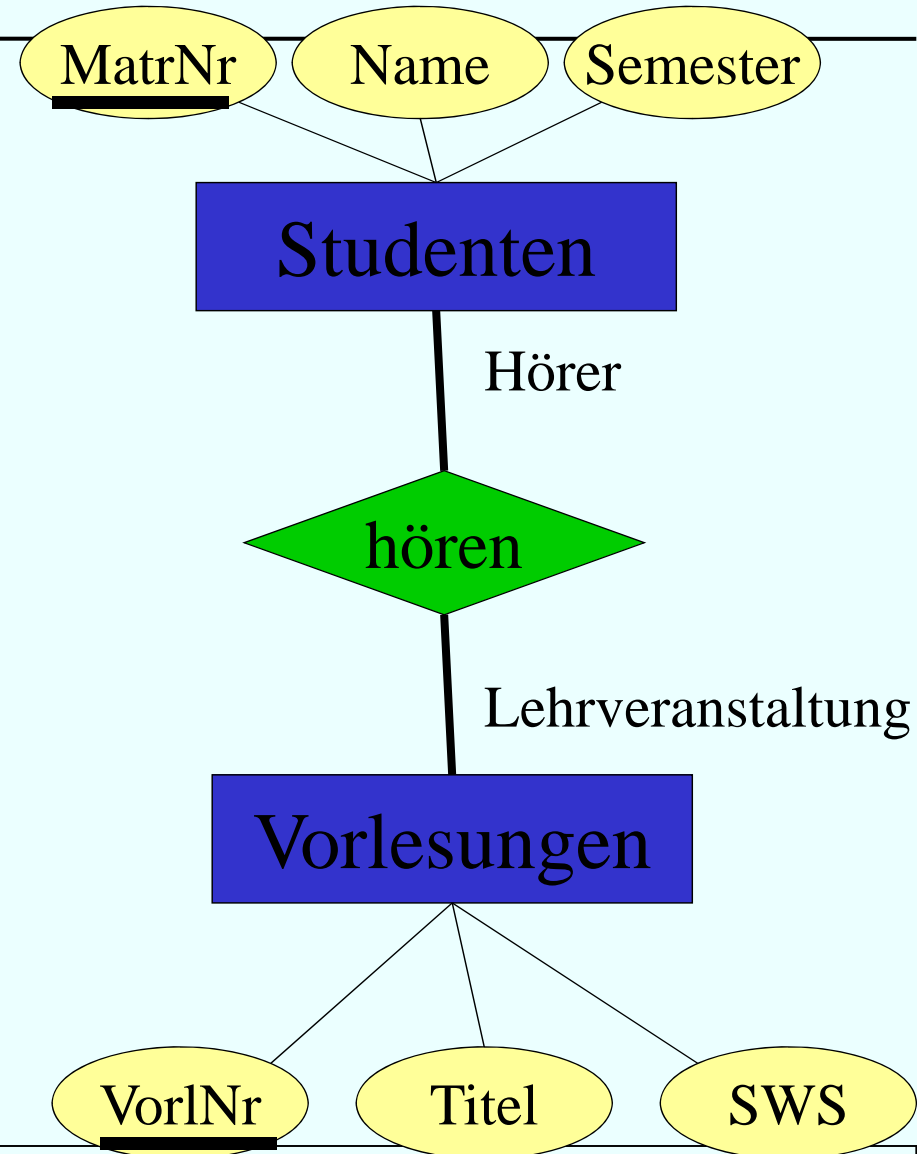 MatrNr Name Semester
Studenten
Hörer
hören
Lehrveranstaltung
Vorlesungen
VorlNr Titel SWS